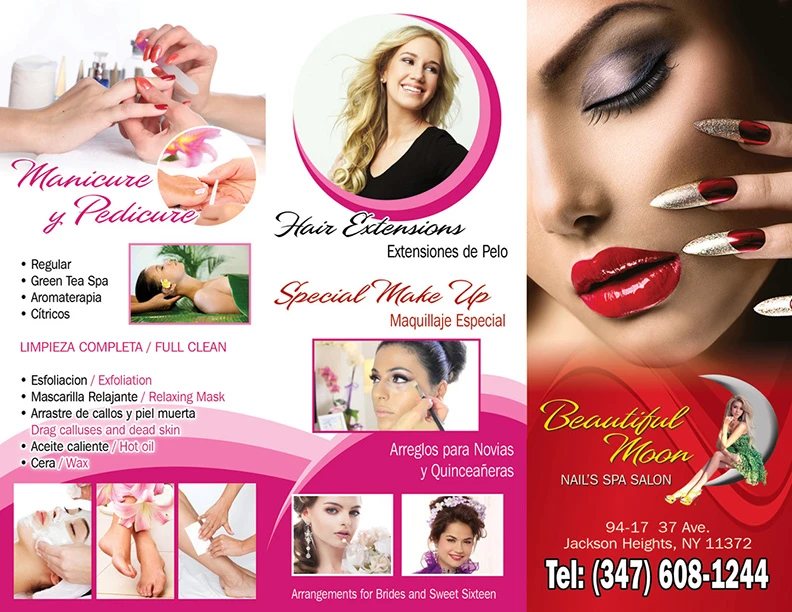 Manicure
y Pedicure
• Regular
• Green Tea Spa
• Aromaterapia
• Cítricos
LIMPIEZA COMPLETA / FULL CLEAN
• Esfoliacion / Exfoliation
• Mascarilla Relajante / Relaxing Mask
• Arrastre de callos y piel muerta
Drag calluses and dead skin
• Aceite caliente / Hot oil
• Cera / Wax
Hair Extensions
Extensiones de Pelo
Special Make Up
Maquillaje Especial
Arreglos para Novias
y Quinceañeras
Arrangements for Brides and Sweet Sixteen
Beautiful
Moon
NAIL'S SPA SALON
94-17 37 Ave.
Jackson Heights, NY 11372
Tel: (347) 608-1244